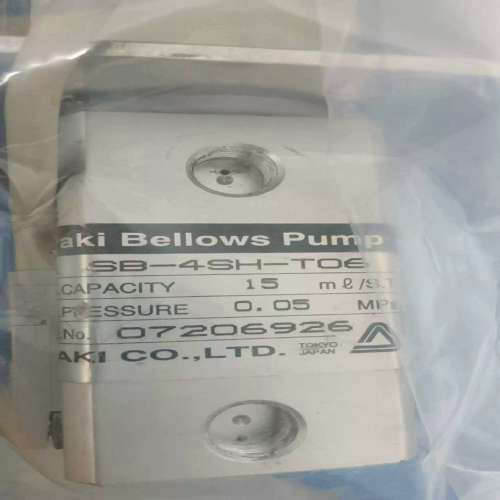 aki Bellows Pump
SB-4SH-T06
CAPACITY 15 mℓ/S.T
PRESSURE 0.05 MPa
.No. 07206926
AKI CO.,LTD. TOKYO JAPAN